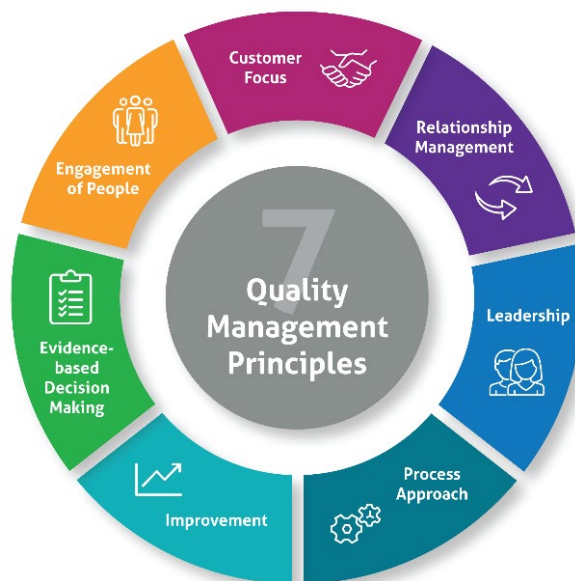 7
Quality
Management
Principles
Customer
Focus
Relationship
Management
Leadership
Process
Approach
Improvement
Evidence-
based
Decision
Making
Engagement
of People